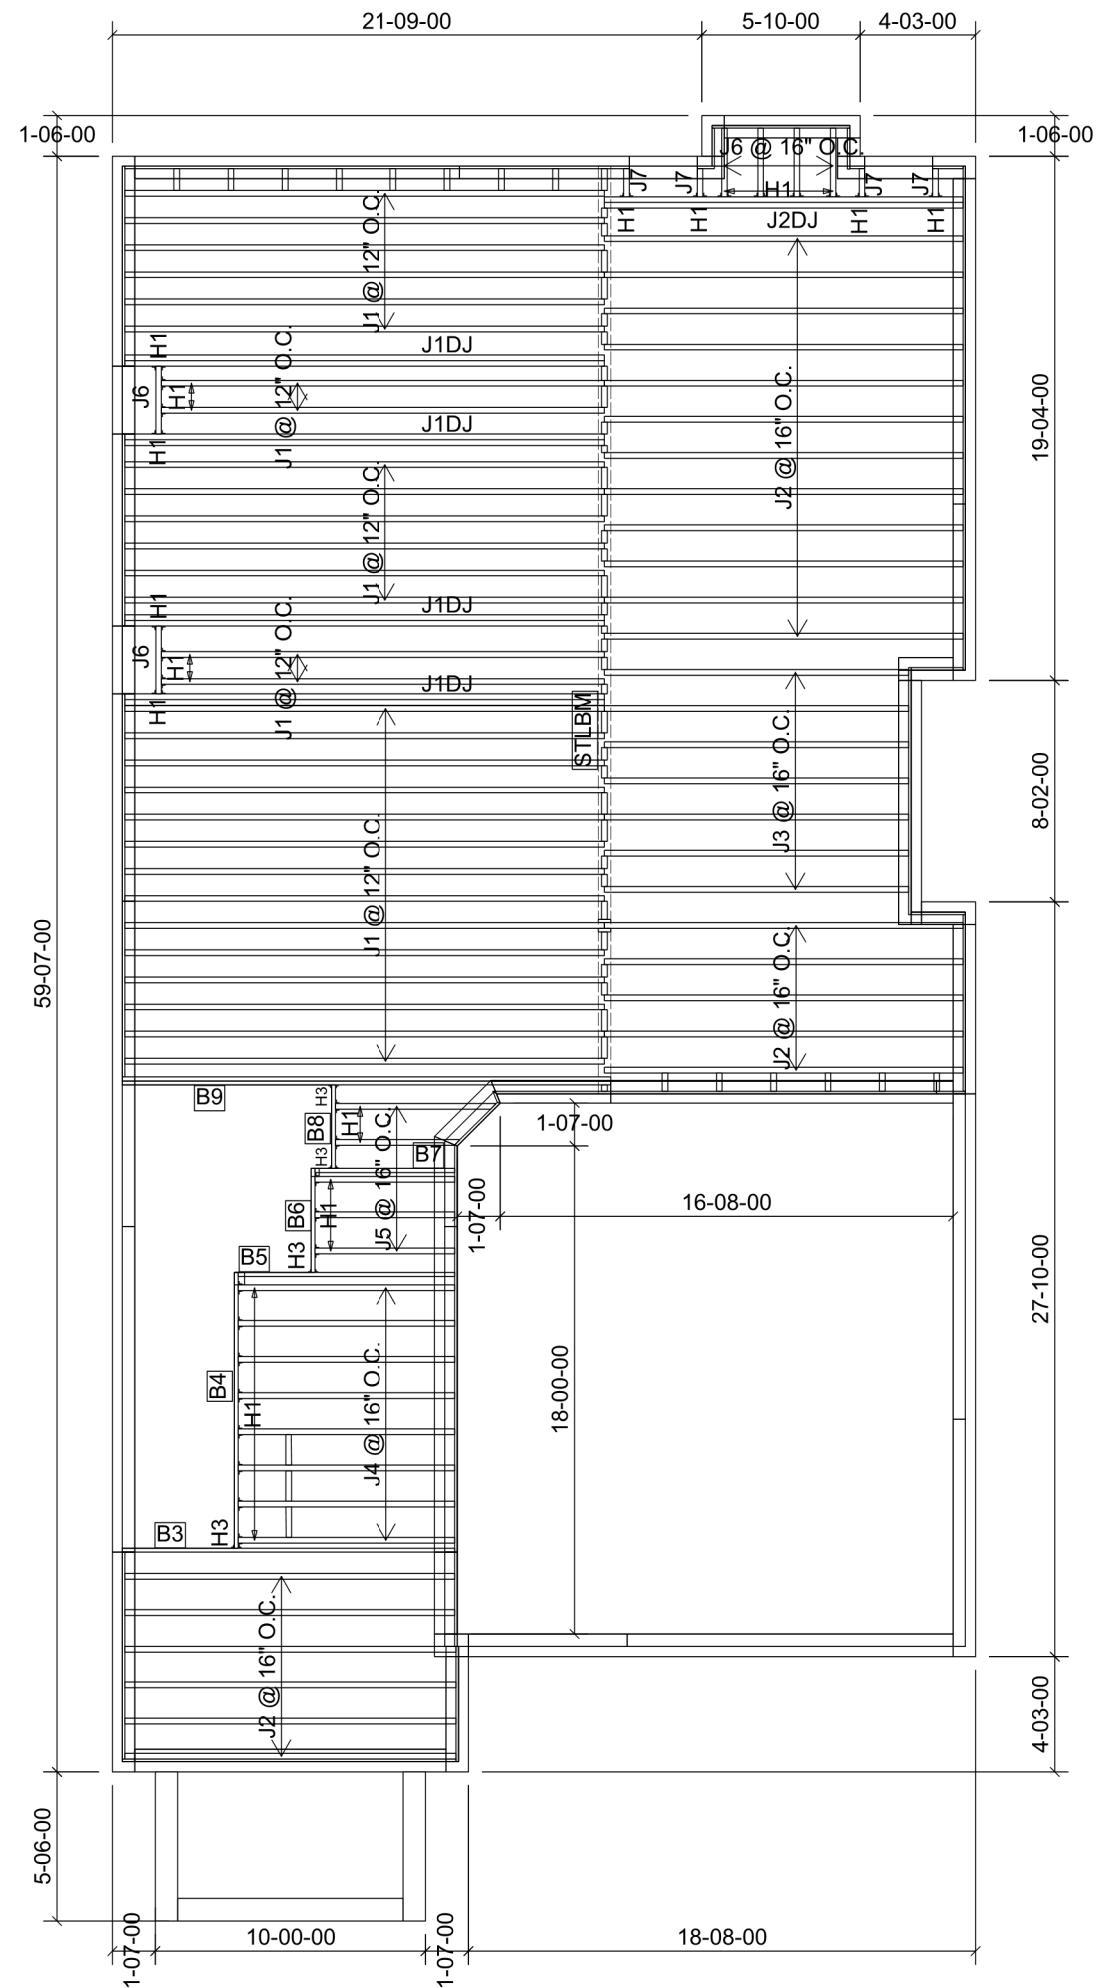 21-09-00
5-10-00
4-03-00
1-06-00
1-06-00
J6 @ 16" O.C.
J7
J7
J7
J7
H1
H1
H1
H1
H1
J2DJ
J1 @ 12" O.C.
J1DJ
H1
J6
H1
J1 @ 12" O.C.
J2 @ 16" O.C.
19-04-00
J1DJ
H1
J1 @ 12" O.C.
J1DJ
H1
J6
H1
J1 @ 12" O.C.
J1DJ
H1
STLBM
J3 @ 16" O.C.
8-02-00
J1 @ 12" O.C.
59-07-00
J2 @ 16" O.C.
B9
H3
B8
H1
H3
J5 @ 16" O.C.
B7
1-07-00
1-07-00
16-08-00
B6
H1
H3
B5
27-10-00
B4
H1
J4 @ 16" O.C.
18-00-00
B3
H3
J2 @ 16" O.C.
4-03-00
5-06-00
1-07-00
10-00-00
1-07-00
18-08-00